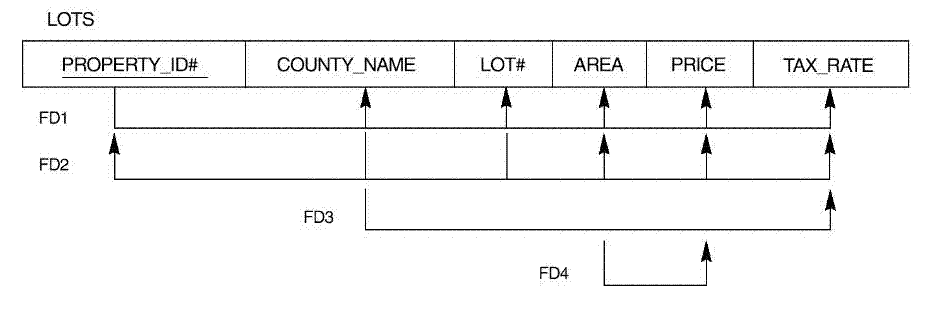 LOTS
PROPERTY_ID# COUNTY_NAME LOT# AREA PRICE TAX_RATE
FD1
FD2
FD3
FD4